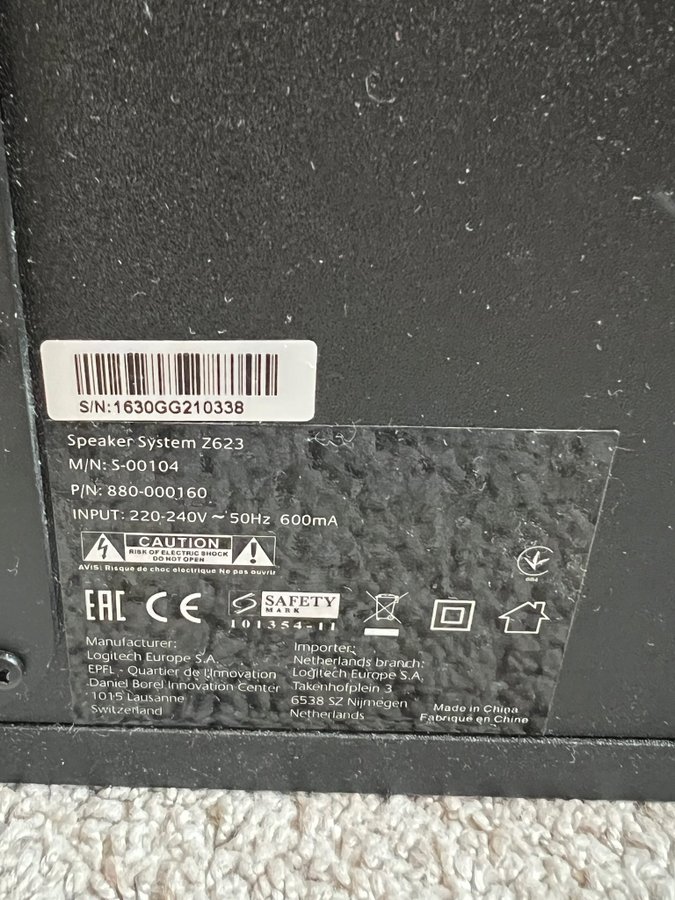 S/N:1630GG210338
Speaker System Z623
M/N: S-00104
P/N: 880-000160
INPUT: 220-240V ~ 50Hz 600mA
CAUTION
RISK OF ELECTRIC SHOCK
DO NOT OPEN
AVIS: Risque de choc electrique Ne pas ouvrir
EAC CE
SAFETY
MARK
101354-11
Manufacturer:
Logitech Europe S.A.
EPFL - Quartier de l'Innovation
Daniel Borel Innovation Center
1015 Lausanne
Switzerland
Importer:
Netherlands branch:
Logitech Europe S.A.
Takenhofplein 3
6538 SZ Nijmegen
Netherlands
Made in China
Fabriqué en Chine